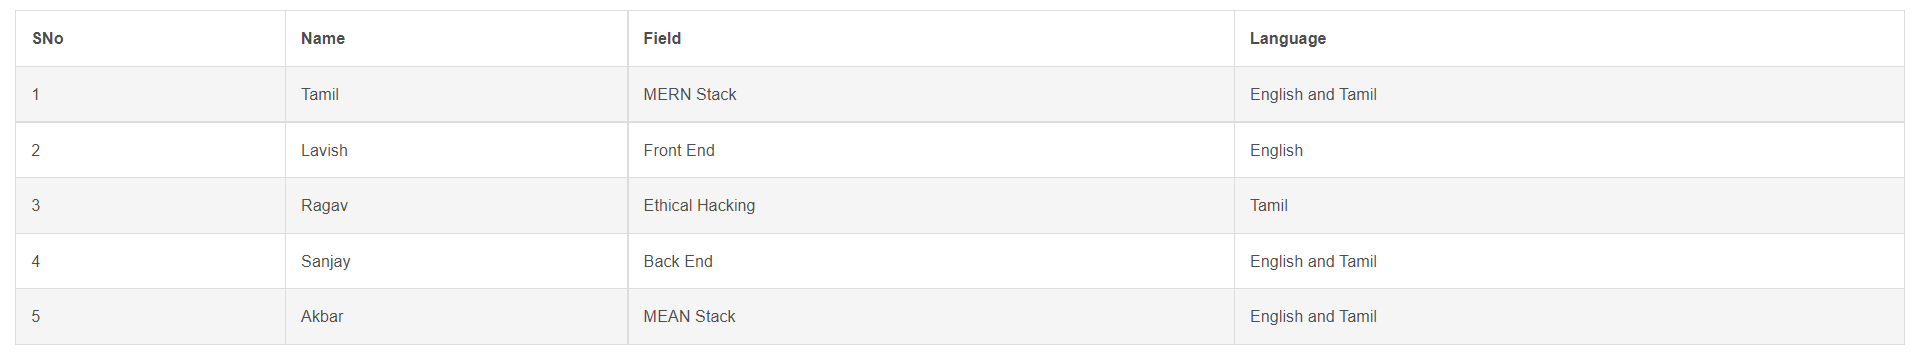 SNo Name Field Language
1 Tamil MERN Stack English and Tamil
2 Lavish Front End English
3 Ragav Ethical Hacking Tamil
4 Sanjay Back End English and Tamil
5 Akbar MEAN Stack English and Tamil